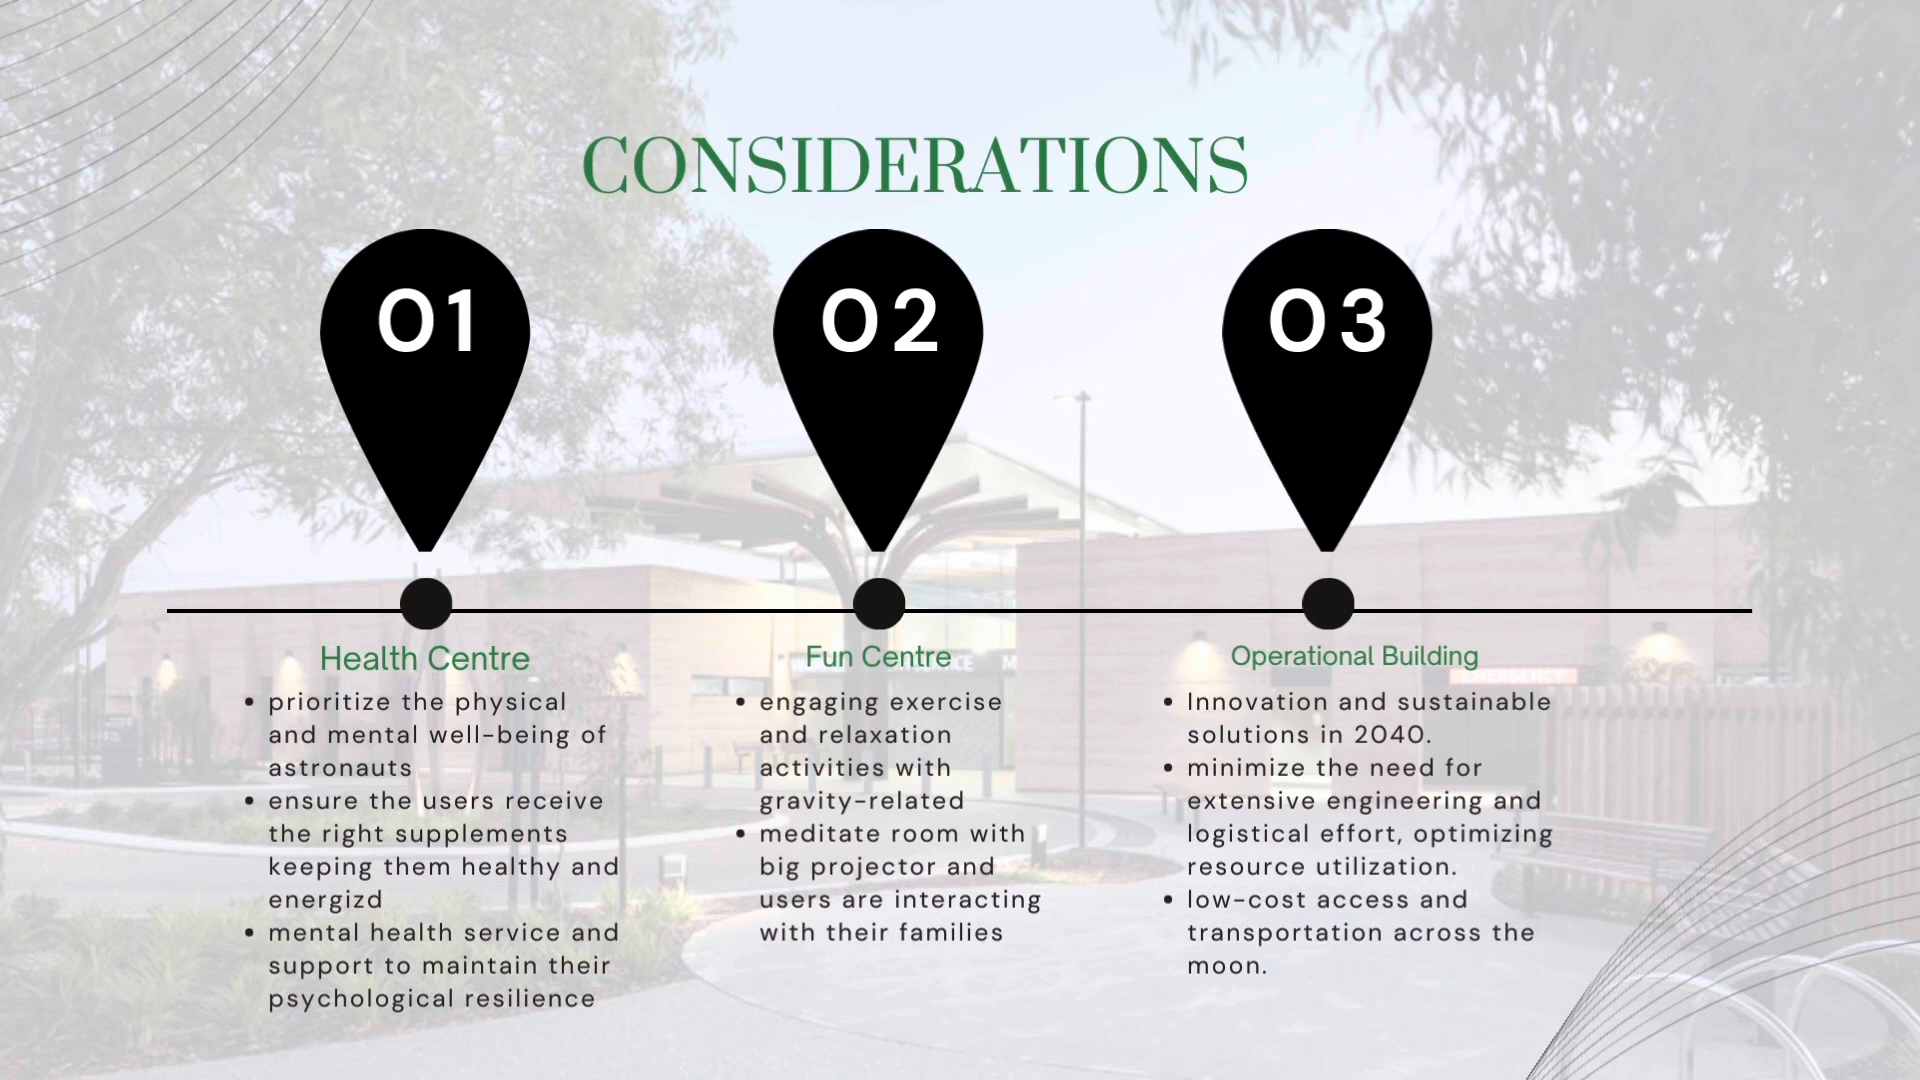 CONSIDERATIONS
01
02
03
Health Centre
prioritize the physical
and mental well-being of
astronauts
ensure the users receive
the right supplements
keeping them healthy and
energizd
mental health service and
support to maintain their
psychological resilience
Fun Centre
engaging exercise
and relaxation
activities with
gravity-related
meditate room with
big projector and
users are interacting
with their families
Operational Building
Innovation and sustainable
solutions in 2040.
minimize the need for
extensive engineering and
logistical effort, optimizing
resource utilization.
low-cost access and
transportation across the
moon.
EMERGENCY